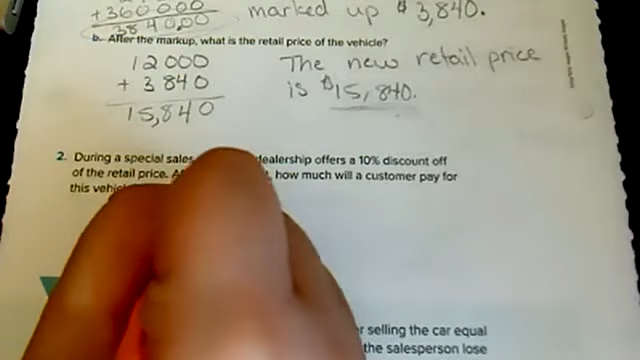 +360000
384000 marked up $3,840.
b. After the markup, what is the retail price of the vehicle?
12000
+ 3840
15,840
The new retail price
is $15,840.
2. During a special sales dealership offers a 10% discount off
of the retail price. how much will a customer pay for
this
selling the car equal
the salesperson lose